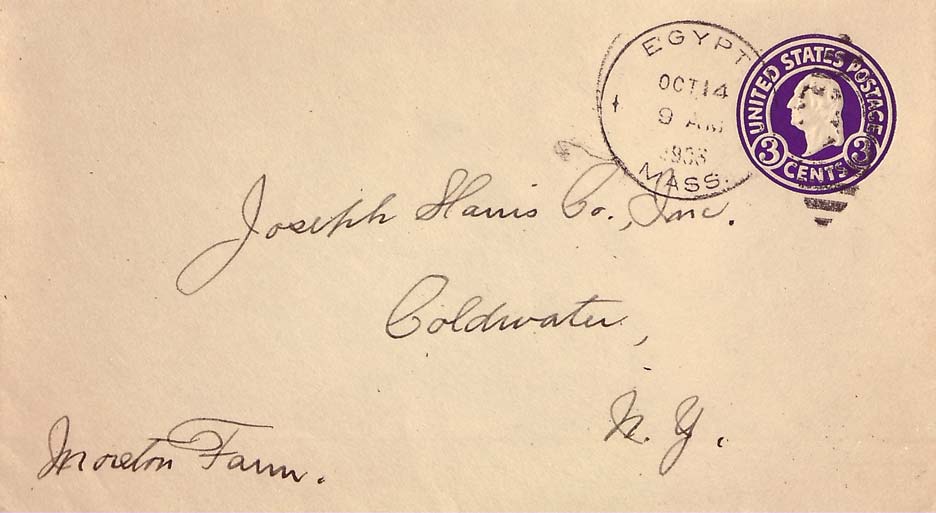 EGYPT
OCT 14
9 AM
MASS.
UNITED STATES POSTAGE
3 CENTS 3
Joseph Harris Co., Inc.
Coldwater,
N. Y.
Moreton Farm.